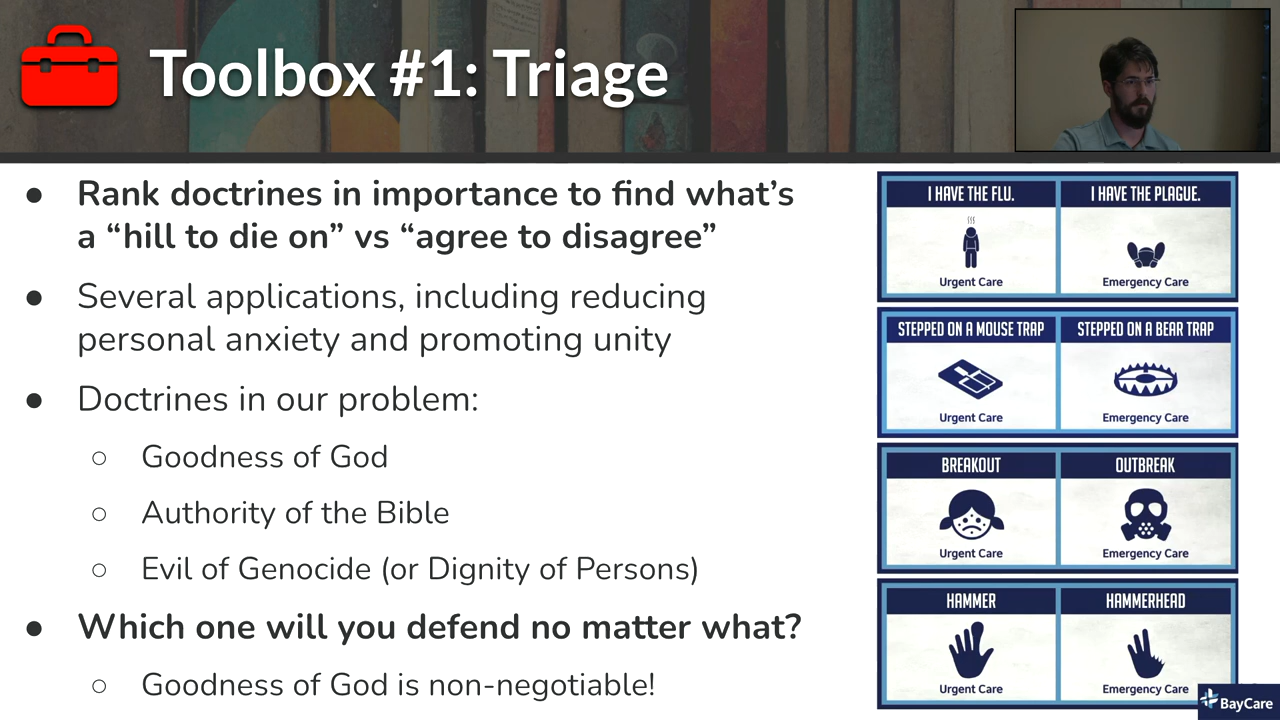 Toolbox #1: Triage
● Rank doctrines in importance to find what’s
a “hill to die on” vs “agree to disagree”
● Several applications, including reducing
personal anxiety and promoting unity
● Doctrines in our problem:
○ Goodness of God
○ Authority of the Bible
○ Evil of Genocide (or Dignity of Persons)
● Which one will you defend no matter what?
○ Goodness of God is non-negotiable!
I HAVE THE FLU.
Urgent Care
I HAVE THE PLAGUE.
Emergency Care
STEPPED ON A MOUSE TRAP
Urgent Care
STEPPED ON A BEAR TRAP
Emergency Care
BREAKOUT
Urgent Care
OUTBREAK
Emergency Care
HAMMER
Urgent Care
HAMMERHEAD
Emergency Care
BayCare